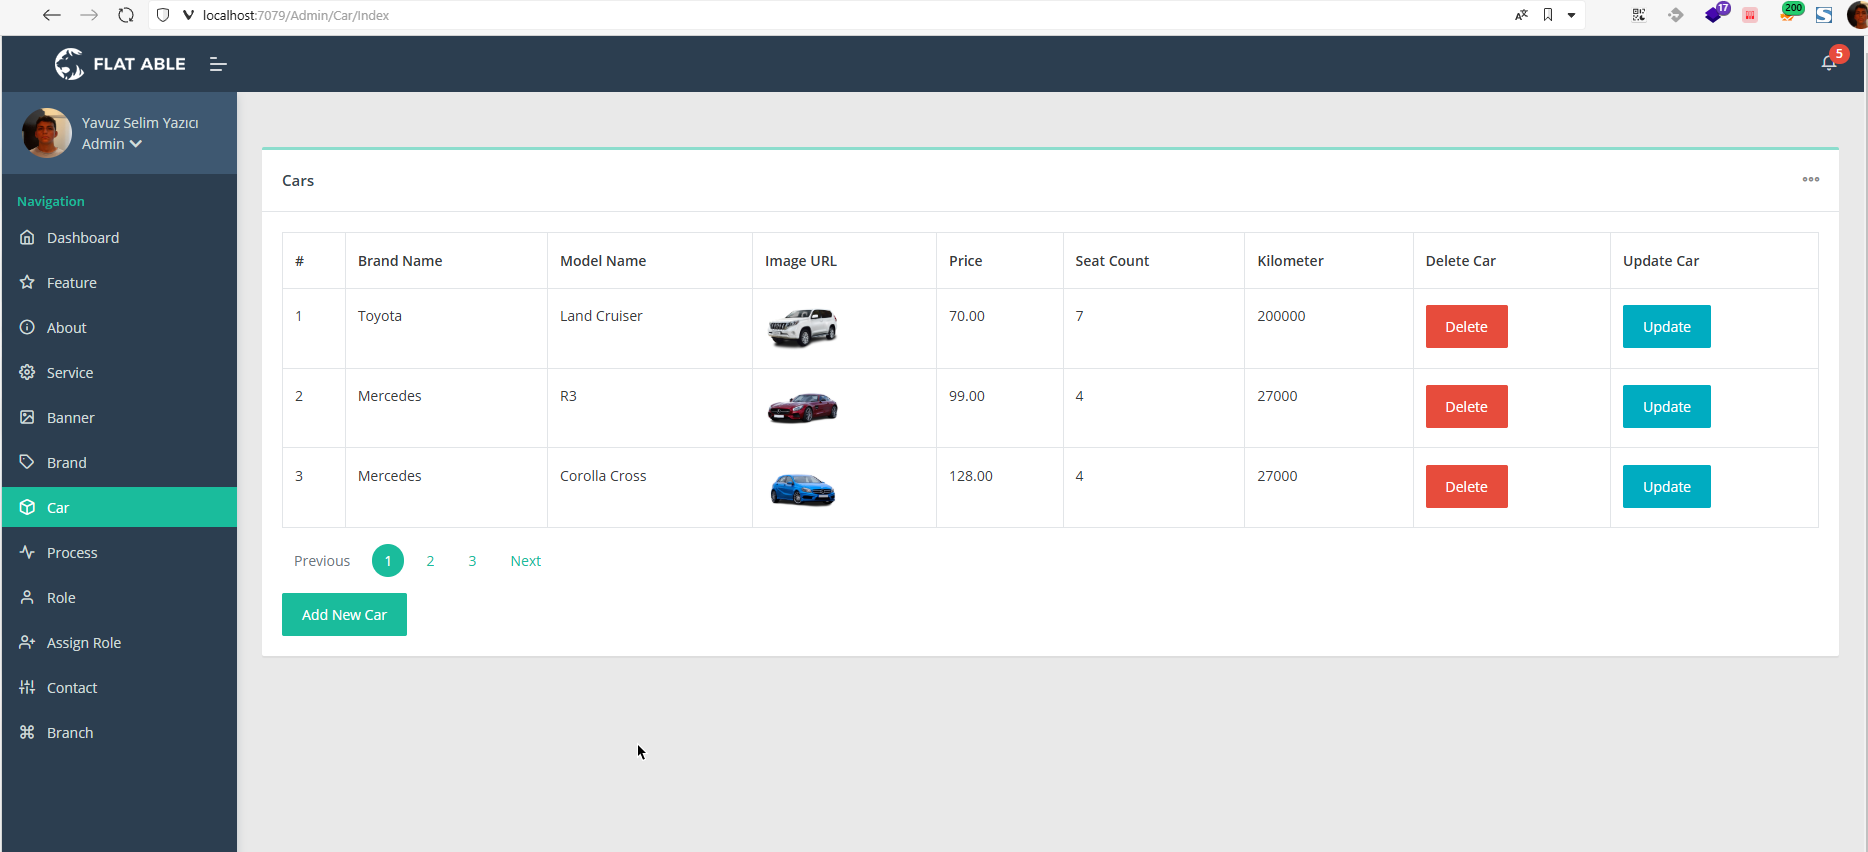 localhost:7079/Admin/Car/Index
17
200
FLAT ABLE
5
Yavuz Selim Yazıcı
Admin
Navigation
Dashboard
Feature
About
Service
Banner
Brand
Car
Process
Role
Assign Role
Contact
Branch
Cars
# Brand Name Model Name Image URL Price Seat Count Kilometer Delete Car Update Car
1 Toyota Land Cruiser 70.00 7 200000 Delete Update
2 Mercedes R3 99.00 4 27000 Delete Update
3 Mercedes Corolla Cross 128.00 4 27000 Delete Update
Previous 1 2 3 Next
Add New Car